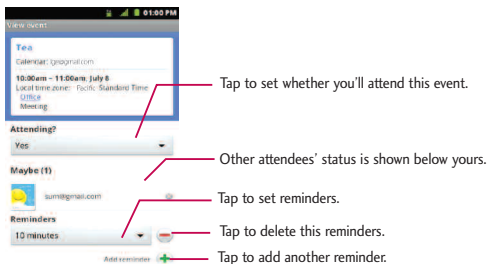 01:00 PM
View event
Tea
Calendar:
10:00am – 11:00am, July 8
Local time zone: Pacific Standard Time
Office
Meeting
Tap to set whether you'll attend this event.
Attending?
Yes
Other attendees' status is shown below yours.
Maybe (1)
Tap to set reminders.
Reminders
10 minutes
Tap to delete this reminders.
Add reminder
Tap to add another reminder.